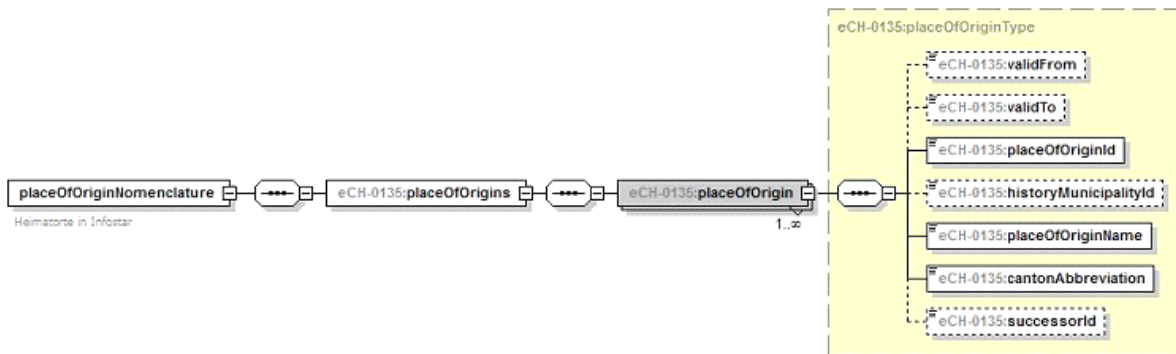 eCH-0135:placeOfOriginType
eCH-0135:validFrom
eCH-0135:validTo
eCH-0135:placeOfOriginId
placeOfOriginNomenclature
eCH-0135:placeOfOrigins
eCH-0135:placeOfOrigin
eCH-0135:historyMunicipalityId
Heimatorte in Infostar
1..∞
eCH-0135:placeOfOriginName
eCH-0135:cantonAbbreviation
eCH-0135:successorId